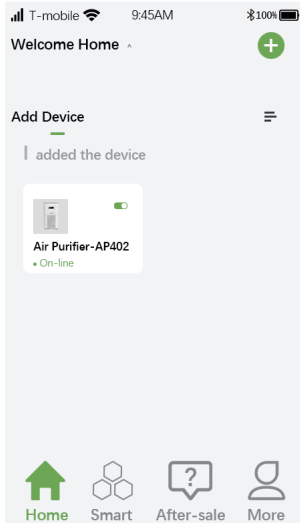 T-mobile 9:45AM 100%
Welcome Home
Add Device
added the device
Air Purifier-AP402
On-line
?
Home Smart After-sale More